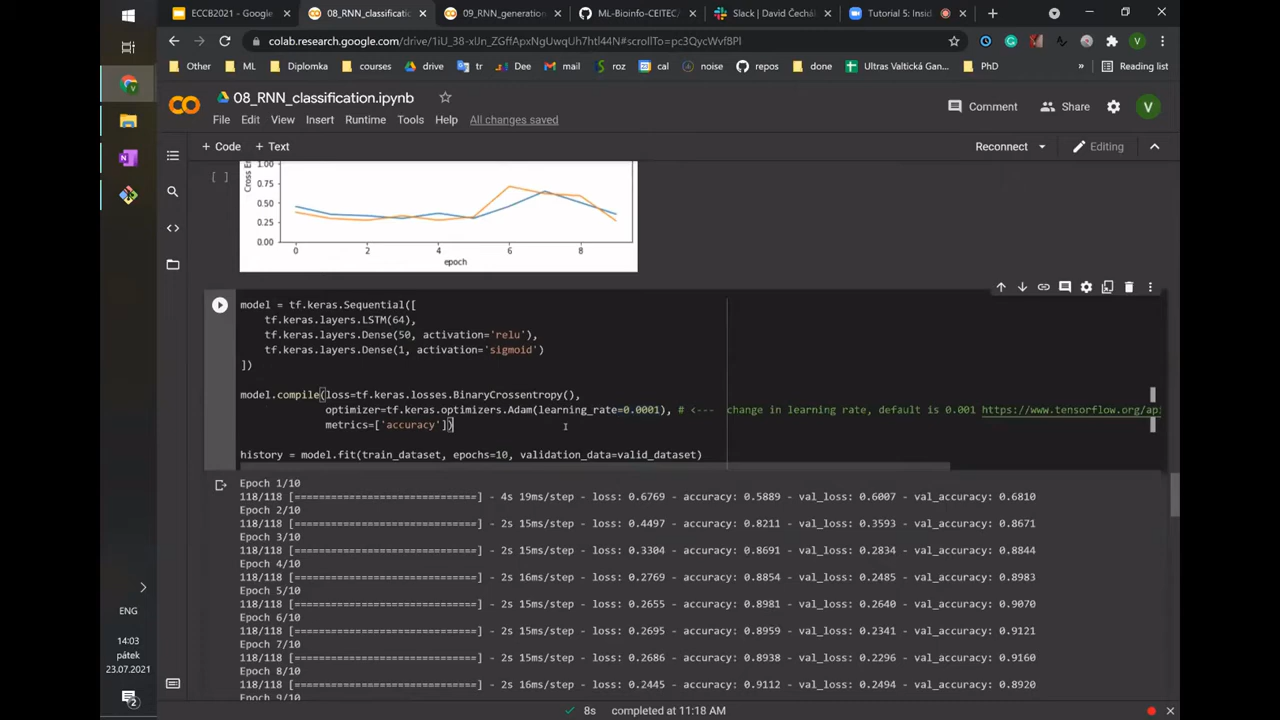 ECCB2021 - Google
08_RNN_classificatio
09_RNN_generation
ML-Bioinfo-CEITEC/
Slack | David Čechál
Zoom
Tutorial 5: Insid
colab.research.google.com/drive/1iU_38-xUn_ZGffApxNgUwqUh7htl44N#scrollTo=pc3QycWvf8Pl
Other
ML
Diplomka
courses
drive
tr
Dee
mail
roz
cal
noise
repos
done
Ultras Valtická Gan...
PhD
»
Reading list
08_RNN_classification.ipynb
Comment
Share
V
File Edit View Insert Runtime Tools Help All changes saved
+ Code + Text
Reconnect
Editing
[ ]
1.00
0.75
0.50
0.25
0.00
0 2 4 6 8
epoch
model = tf.keras.Sequential([
tf.keras.layers.LSTM(64),
tf.keras.layers.Dense(50, activation='relu'),
tf.keras.layers.Dense(1, activation='sigmoid')
])
model.compile(loss=tf.keras.losses.BinaryCrossentropy(),
optimizer=tf.keras.optimizers.Adam(learning_rate=0.0001), # <--- change in learning rate, default is 0.001 https://www.tensorflow.org/ap
metrics=['accuracy'])
history = model.fit(train_dataset, epochs=10, validation_data=valid_dataset)
Epoch 1/10
118/118 [==============================] - 4s 19ms/step - loss: 0.6769 - accuracy: 0.5889 - val_loss: 0.6007 - val_accuracy: 0.6810
Epoch 2/10
118/118 [==============================] - 2s 15ms/step - loss: 0.4497 - accuracy: 0.8211 - val_loss: 0.3593 - val_accuracy: 0.8671
Epoch 3/10
118/118 [==============================] - 2s 15ms/step - loss: 0.3304 - accuracy: 0.8691 - val_loss: 0.2834 - val_accuracy: 0.8844
Epoch 4/10
118/118 [==============================] - 2s 16ms/step - loss: 0.2769 - accuracy: 0.8854 - val_loss: 0.2485 - val_accuracy: 0.8983
Epoch 5/10
118/118 [==============================] - 2s 15ms/step - loss: 0.2655 - accuracy: 0.8981 - val_loss: 0.2640 - val_accuracy: 0.9070
Epoch 6/10
118/118 [==============================] - 2s 15ms/step - loss: 0.2695 - accuracy: 0.8959 - val_loss: 0.2341 - val_accuracy: 0.9121
Epoch 7/10
118/118 [==============================] - 2s 15ms/step - loss: 0.2686 - accuracy: 0.8938 - val_loss: 0.2296 - val_accuracy: 0.9160
Epoch 8/10
118/118 [==============================] - 2s 16ms/step - loss: 0.2445 - accuracy: 0.9112 - val_loss: 0.2494 - val_accuracy: 0.8920
Epoch 9/10
8s completed at 11:18 AM
ENG
14:03
pátek
23.07.2021
2